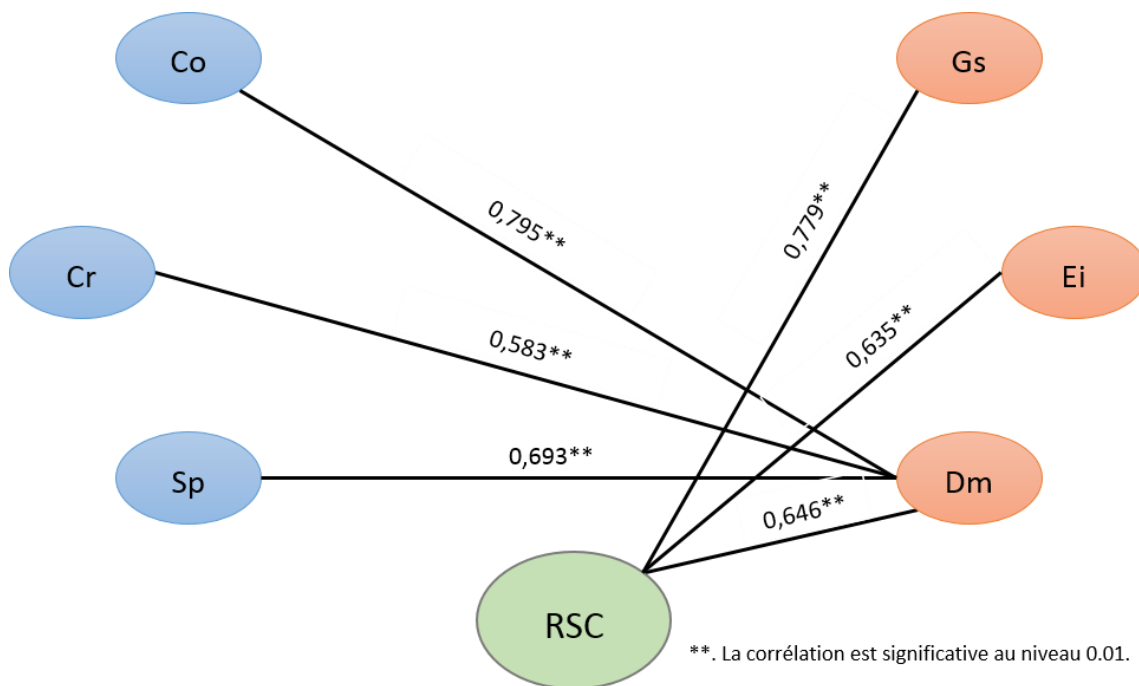 Co
Gs
0,795**
0,779**
Cr
Ei
0,583**
0,635**
Sp
0,693**
Dm
0,646**
RSC
**. La corrélation est significative au niveau 0.01.